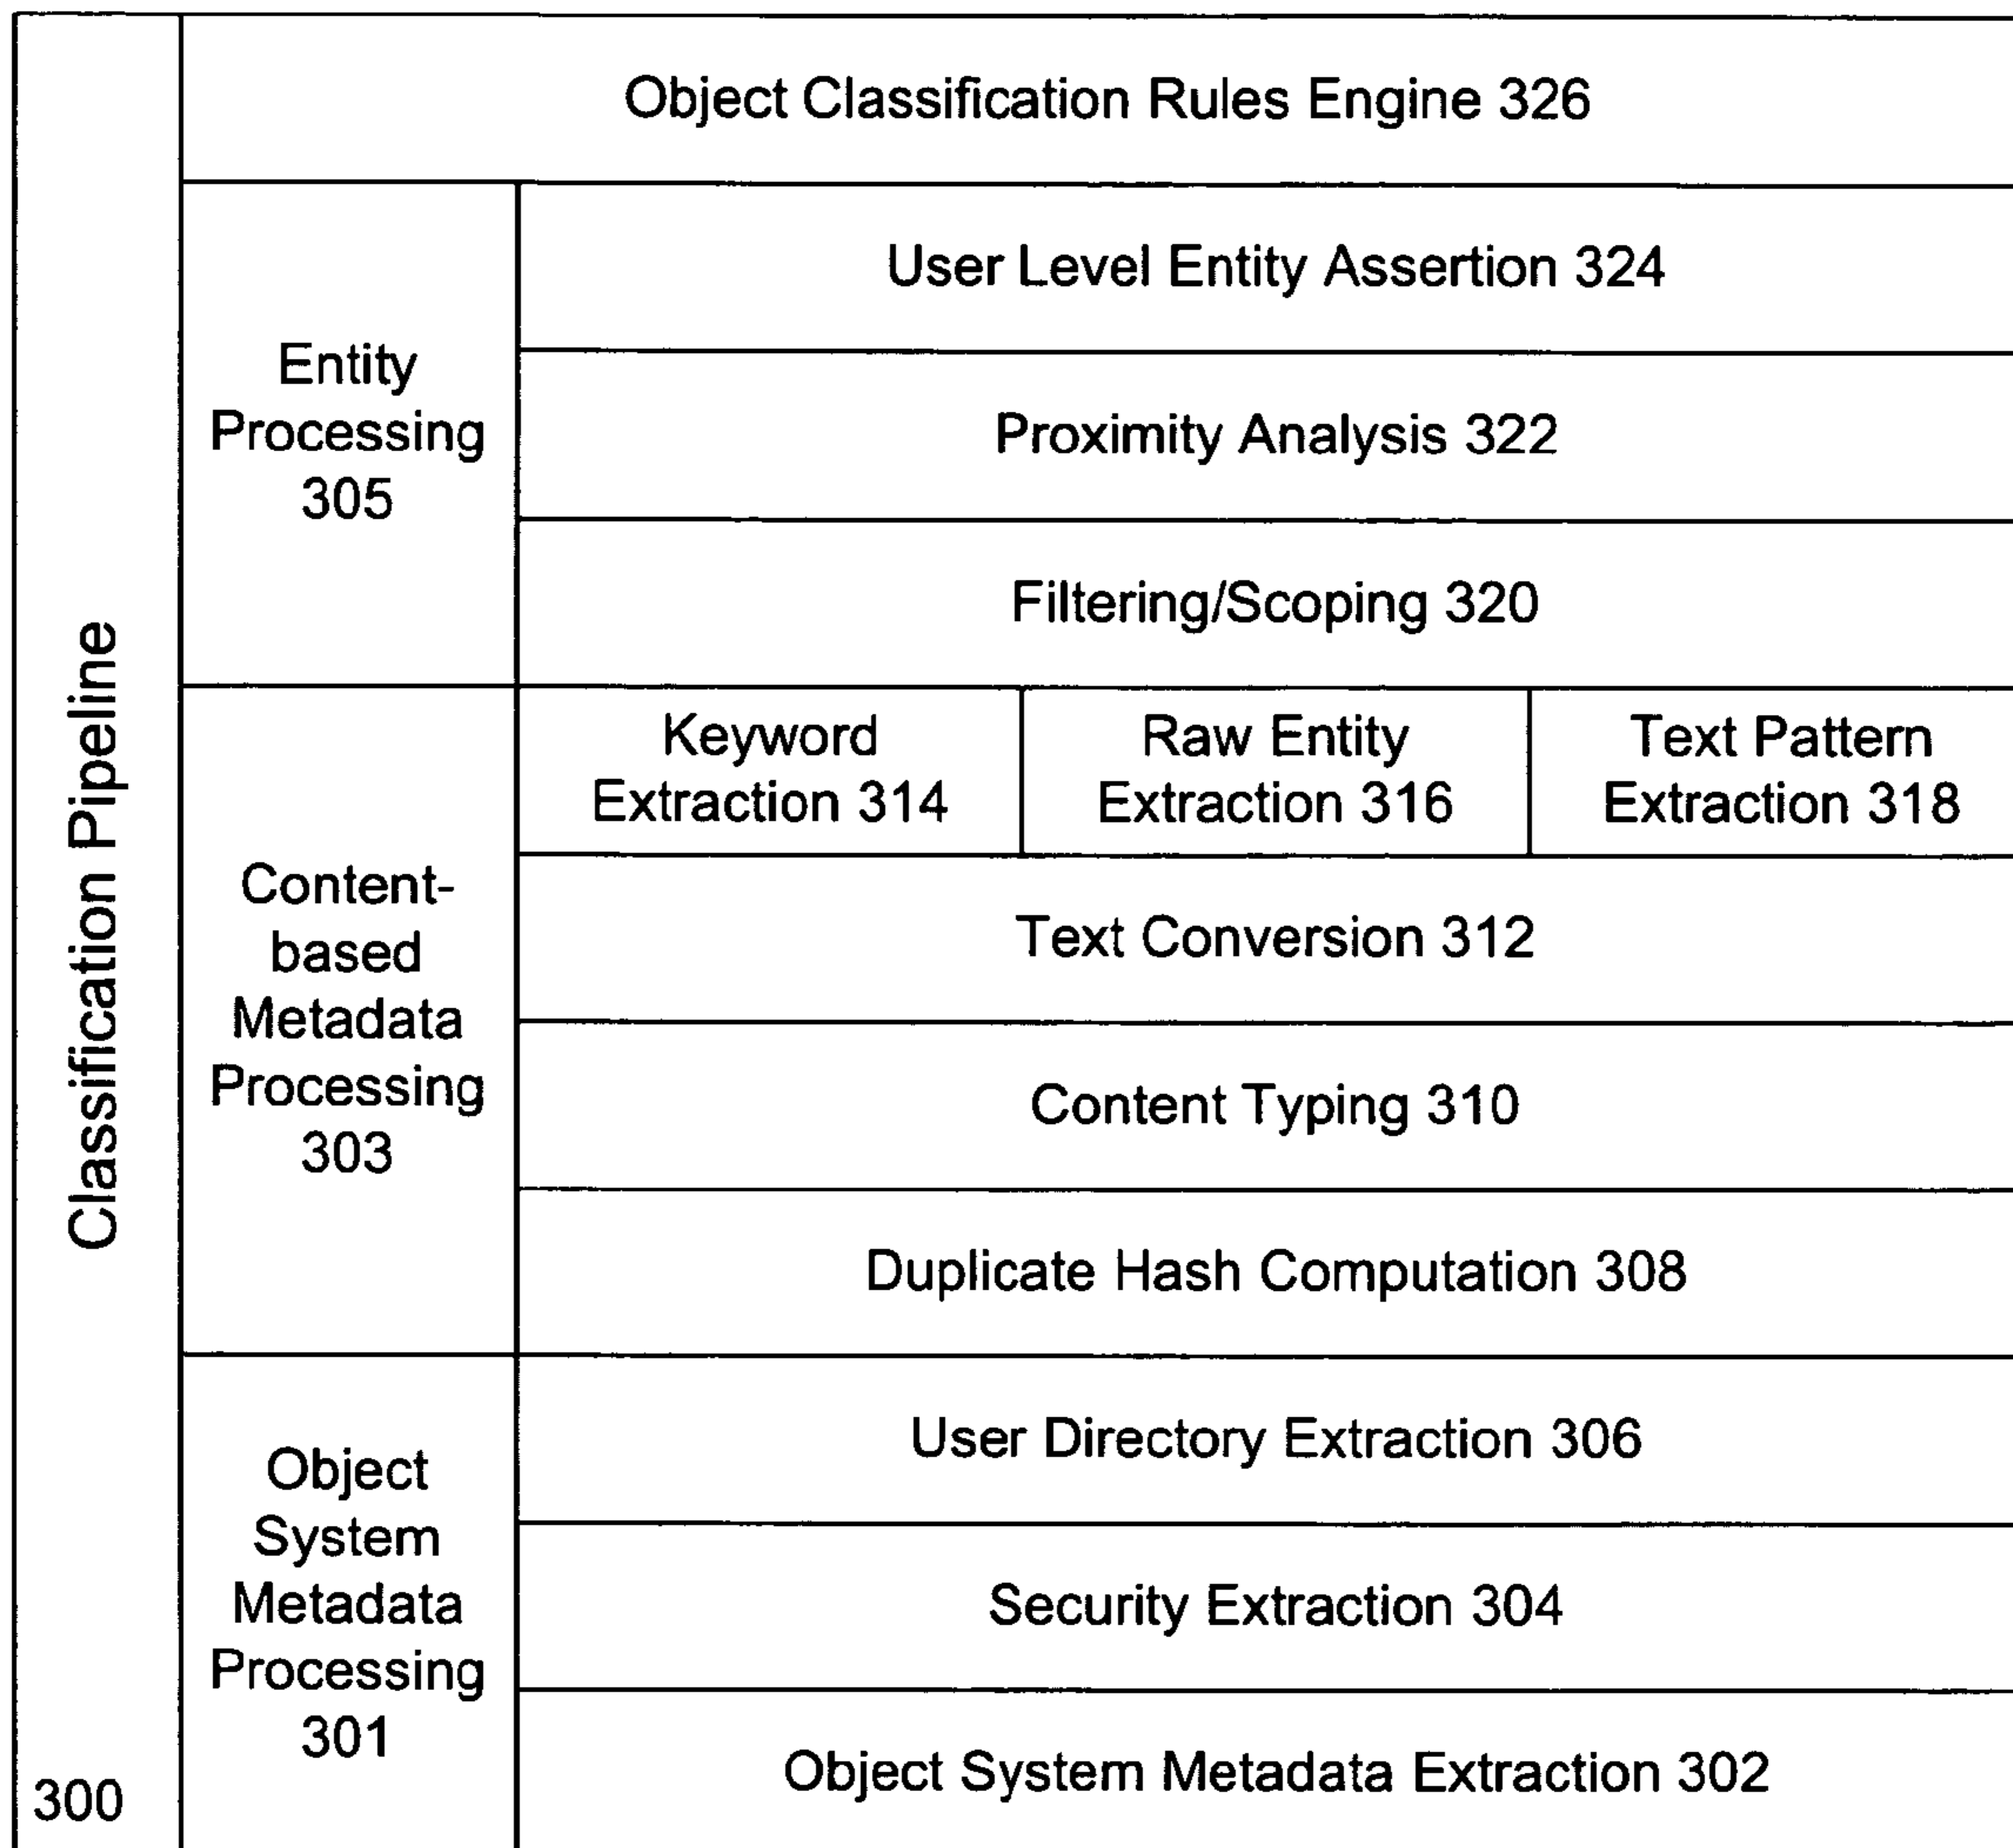 Classification Pipeline
300
Object Classification Rules Engine 326
Entity
Processing
305
User Level Entity Assertion 324
Proximity Analysis 322
Filtering/Scoping 320
Content-
based
Metadata
Processing
303
Keyword
Extraction 314
Raw Entity
Extraction 316
Text Pattern
Extraction 318
Text Conversion 312
Content Typing 310
Duplicate Hash Computation 308
Object
System
Metadata
Processing
301
User Directory Extraction 306
Security Extraction 304
Object System Metadata Extraction 302